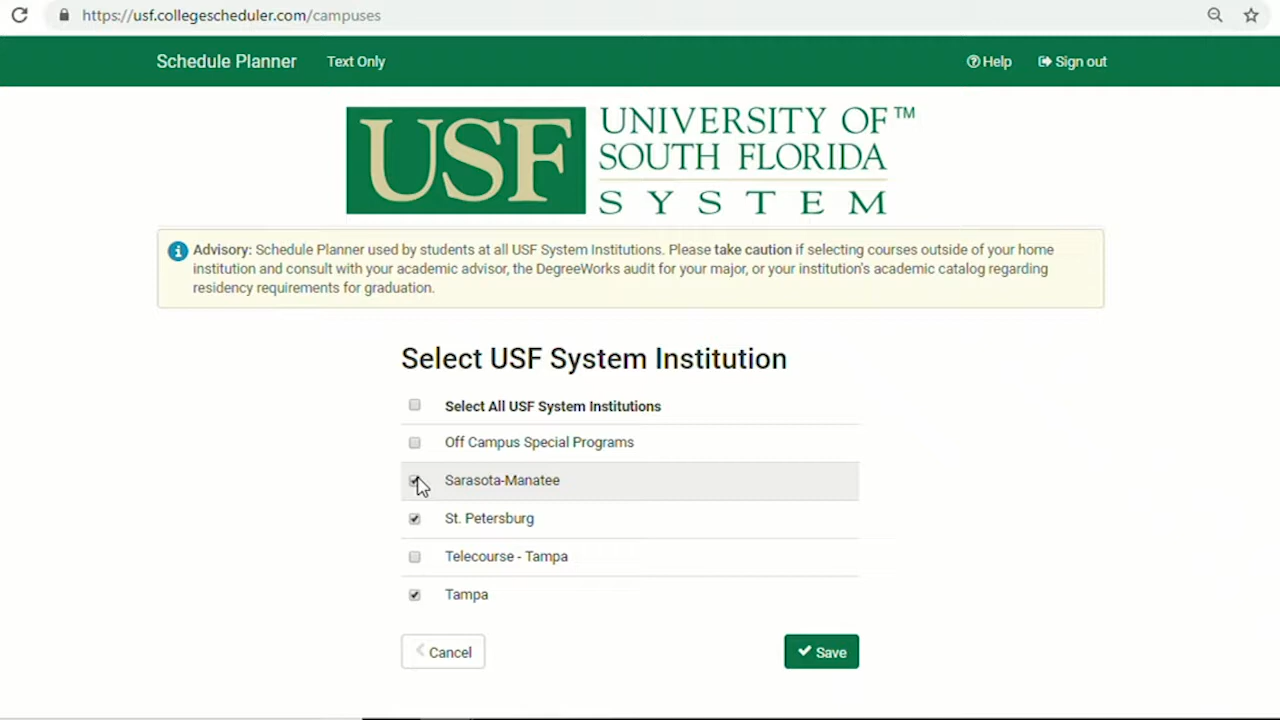 https://usf.collegescheduler.com/campuses
Schedule Planner
Text Only
Help
Sign out
USF
UNIVERSITY OF™
SOUTH FLORIDA
SYSTEM
Advisory: Schedule Planner used by students at all USF System Institutions. Please take caution if selecting courses outside of your home
institution and consult with your academic advisor, the DegreeWorks audit for your major, or your institution's academic catalog regarding
residency requirements for graduation.
Select USF System Institution
Select All USF System Institutions
Off Campus Special Programs
Sarasota-Manatee
St. Petersburg
Telecourse - Tampa
Tampa
Cancel
Save